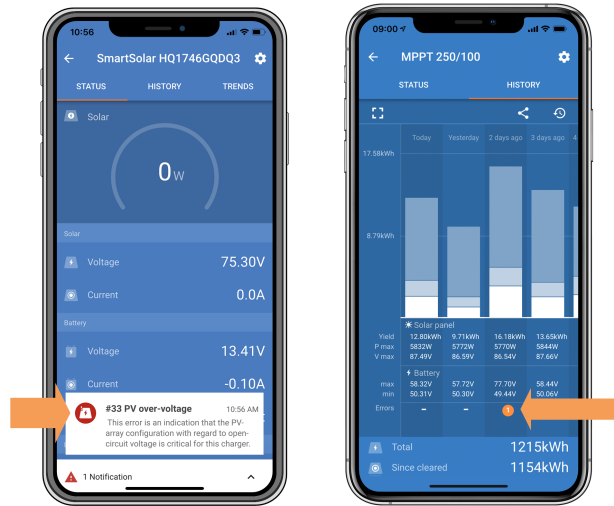 10:56
SmartSolar HQ1746GQDQ3
STATUS HISTORY TRENDS
Solar
0W
Solar
Voltage 75.30V
Current 0.0A
Battery
Voltage 13.41V
Current -0.10A
#33 PV over-voltage 10:56 AM
This error is an indication that the PV-
array configuration with regard to open-
circuit voltage is critical for this charger.
1 Notification
09:00
MPPT 250/100
STATUS HISTORY
Today Yesterday 2 days ago 3 days ago 4
17.58kWh
8.79kWh
Solar panel
Yield 12.80kWh 9.71kWh 16.18kWh 13.65kWh
P max 5832W 5772W 5770W 5844W
V max 87.49V 86.59V 86.54V 87.66V
Battery
max 58.32V 57.72V 77.70V 58.44V
min 50.31V 50.30V 49.44V 50.06V
Errors – – 1
Total 1215kWh
Since cleared 1154kWh